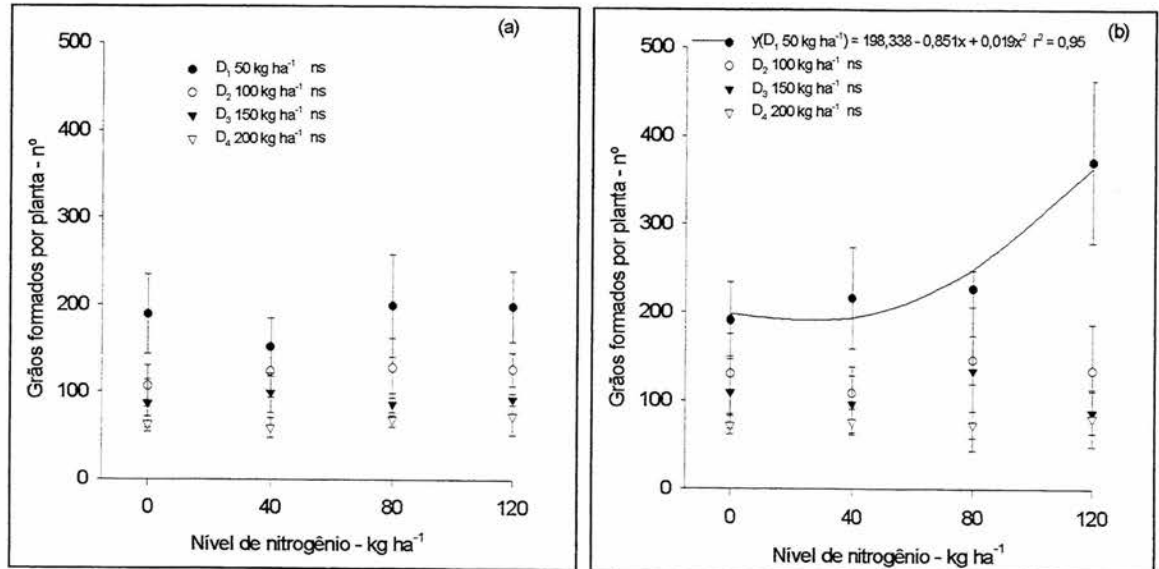 (a)
500
400
300
200
100
0
Grãos formados por planta - nº
D₁ 50 kg ha⁻¹ ns
D₂ 100 kg ha⁻¹ ns
D₃ 150 kg ha⁻¹ ns
D₄ 200 kg ha⁻¹ ns
0 40 80 120
Nível de nitrogênio - kg ha⁻¹
(b)
500
400
300
200
100
0
Grãos formados por planta - nº
y(D₁ 50 kg ha⁻¹) = 198,338 - 0,851x + 0,019x² r² = 0,95
D₂ 100 kg ha⁻¹ ns
D₃ 150 kg ha⁻¹ ns
D₄ 200 kg ha⁻¹ ns
0 40 80 120
Nível de nitrogênio - kg ha⁻¹